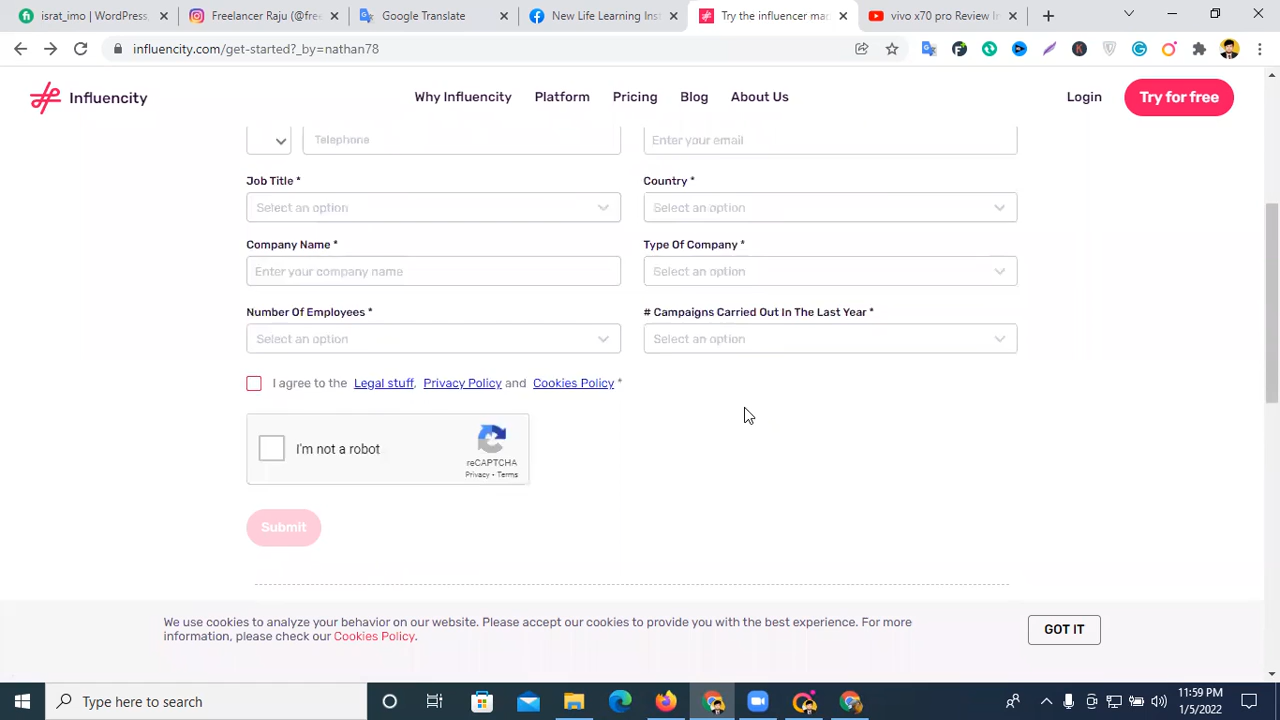 israt_imo | WordPress,
Freelancer Raju (@free
Google Translate
New Life Learning Inst
Try the influencer mac
vivo x70 pro Review In
influencity.com/get-started?_by=nathan78
Influencity
Why Influencity
Platform
Pricing
Blog
About Us
Login
Try for free
Telephone
Enter your email
Job Title *
Country *
Select an option
Select an option
Company Name *
Type Of Company *
Enter your company name
Select an option
Number Of Employees *
# Campaigns Carried Out In The Last Year *
Select an option
Select an option
I agree to the Legal stuff, Privacy Policy and Cookies Policy *
I'm not a robot
reCAPTCHA
Privacy - Terms
Submit
We use cookies to analyze your behavior on our website. Please accept our cookies to provide you with the best experience. For more
information, please check our Cookies Policy.
GOT IT
Type here to search
11:59 PM
1/5/2022